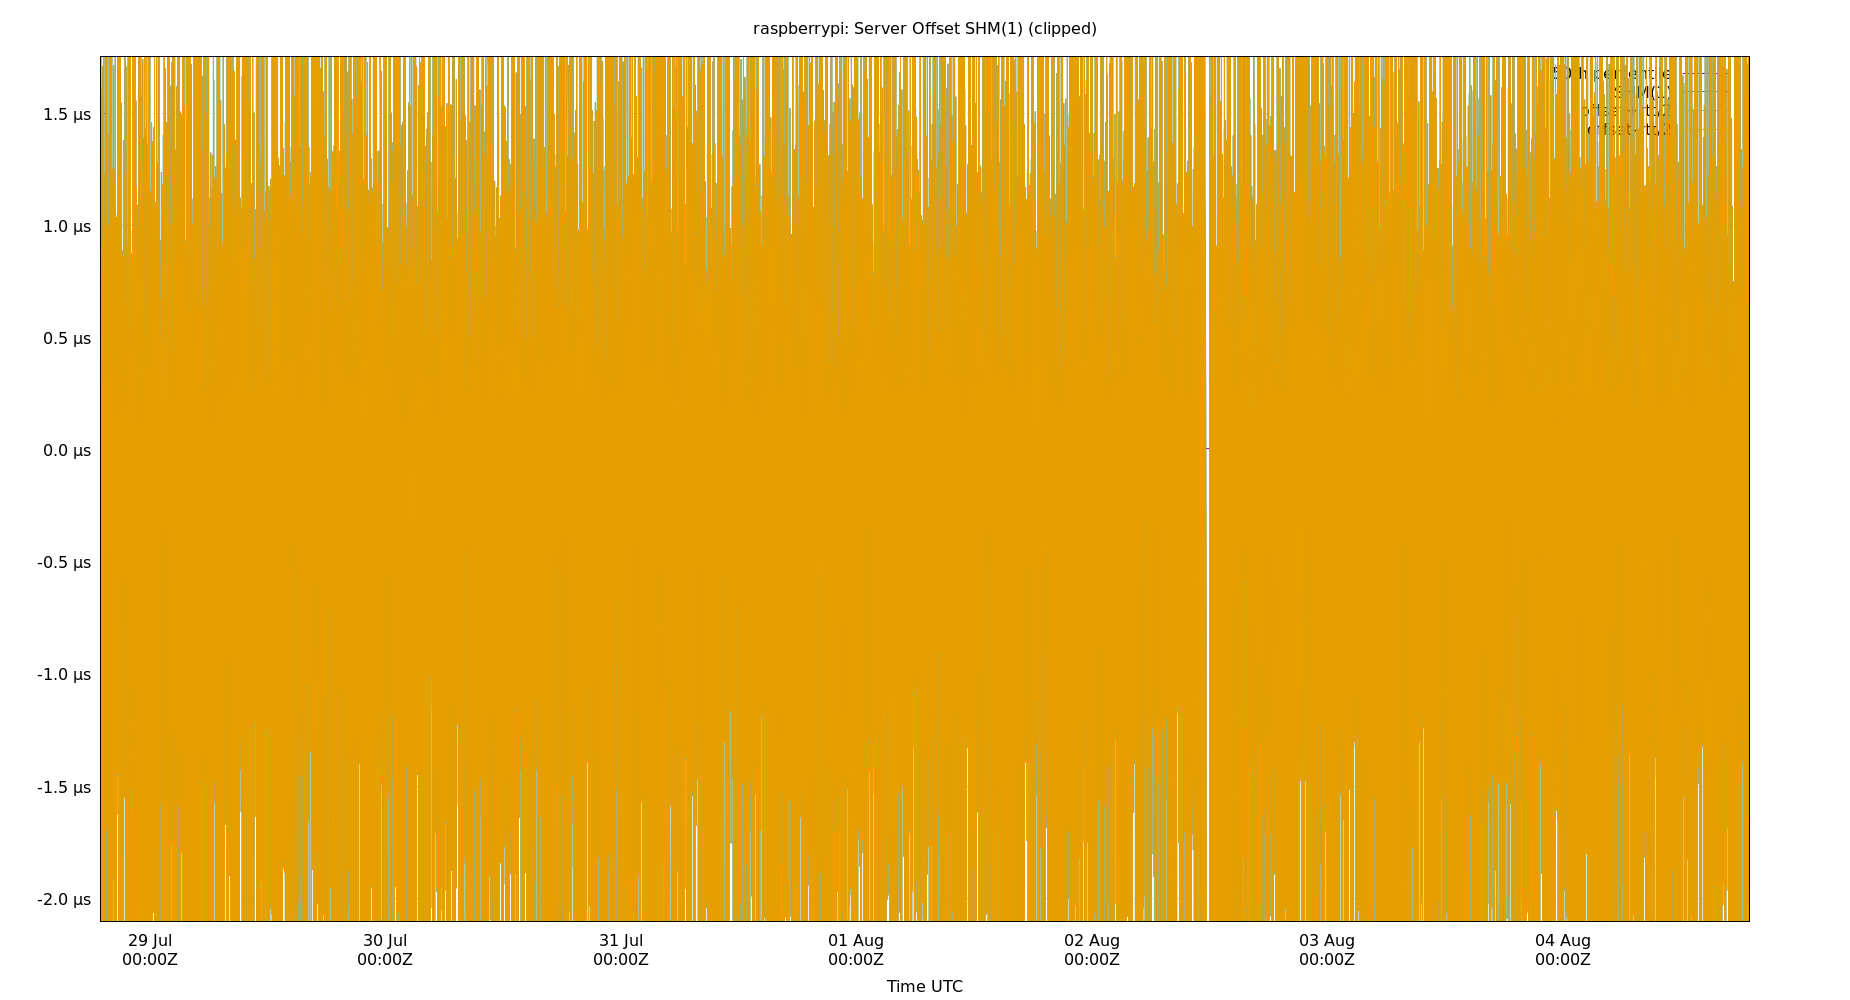 raspberrypi: Server Offset SHM(1) (clipped)
1.5 µs
1.0 µs
0.5 µs
0.0 µs
-0.5 µs
-1.0 µs
-1.5 µs
-2.0 µs
SHM(1)
29 Jul 30 Jul 31 Jul 01 Aug 02 Aug 03 Aug 04 Aug
00:00Z 00:00Z 00:00Z 00:00Z 00:00Z 00:00Z 00:00Z
Time UTC